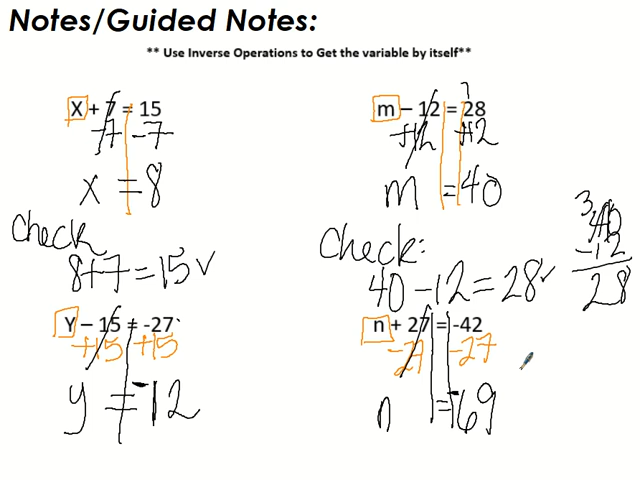 Notes/Guided Notes:
** Use Inverse Operations to Get the variable by itself**
X + 7 = 15
-7 -7
x = 8
Check
8+7=15✓
m – 12 = 28
+12 +12
m = 40
Check:
40-12=28✓
3
40
-12
28
Y – 15 = -27
+15 +15
y = -12
n + 27 = -42
-27 -27
n = -69